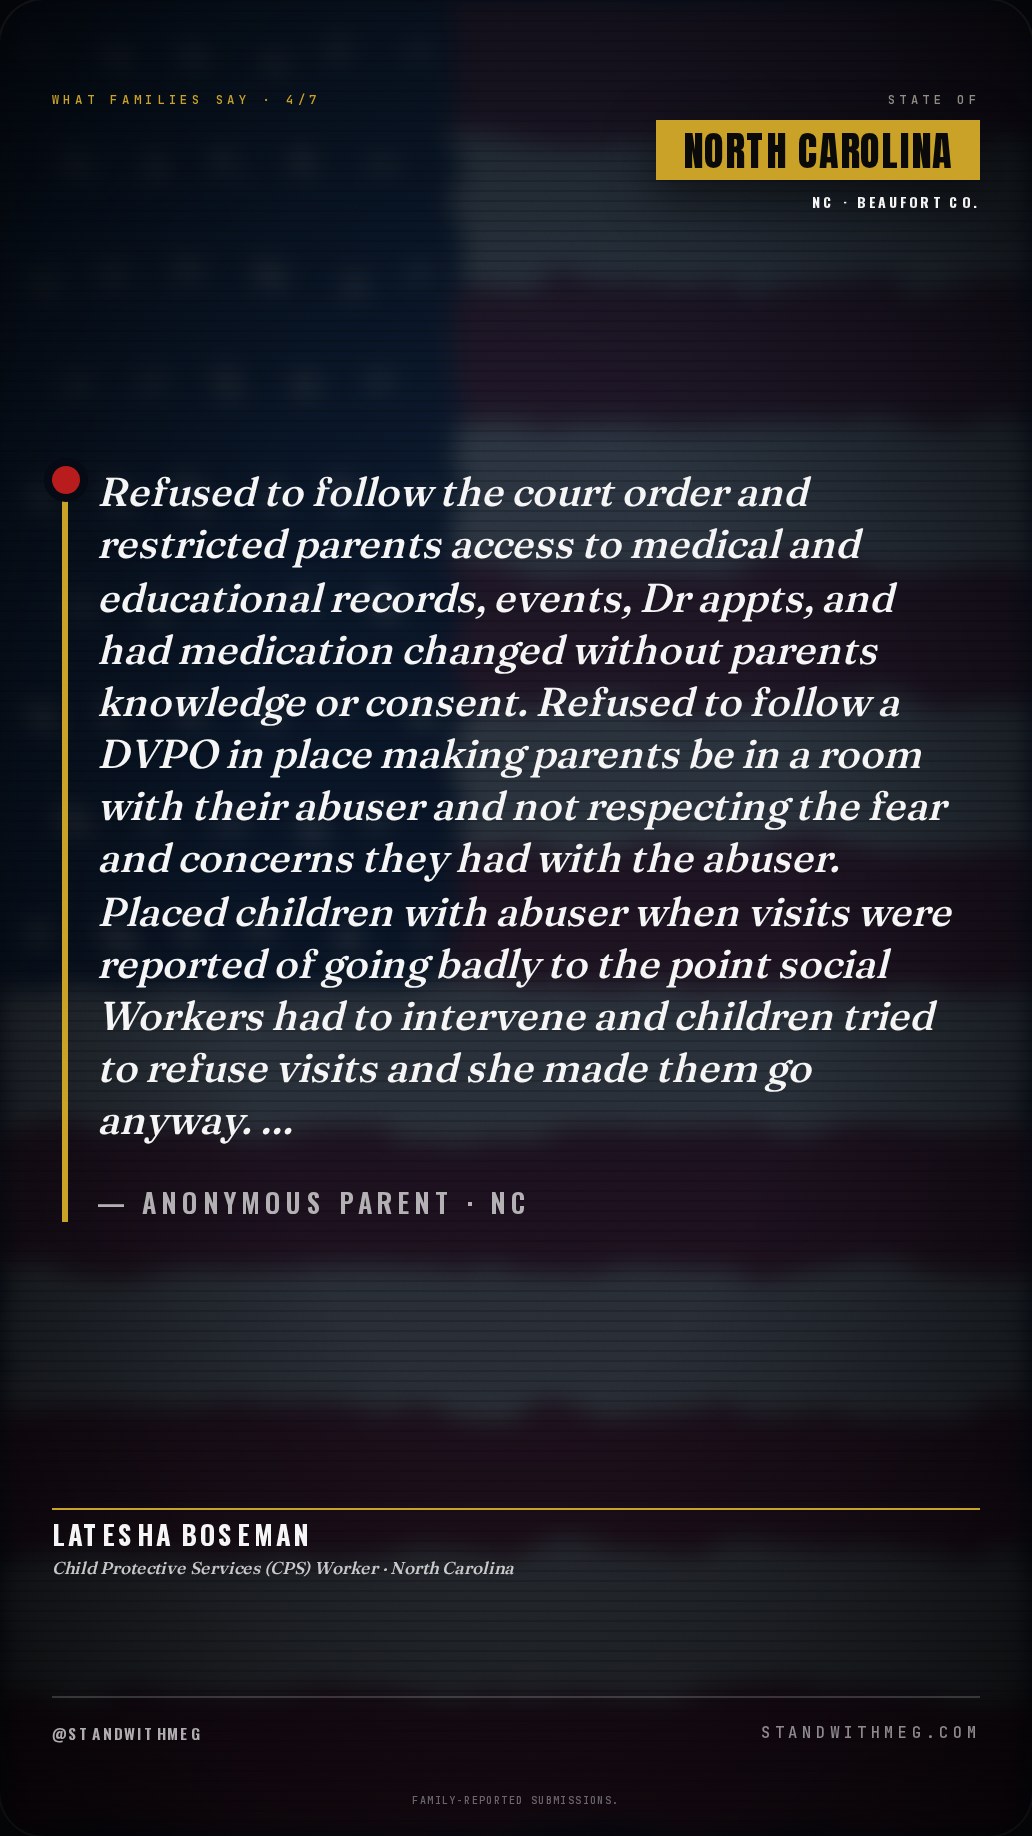 WHAT FAMILIES SAY · 4/7
STATE OF
NORTH CAROLINA
NC · BEAUFORT CO.
Refused to follow the court order and
restricted parents access to medical and
educational records, events, Dr appts, and
had medication changed without parents
knowledge or consent. Refused to follow a
DVPO in place making parents be in a room
with their abuser and not respecting the fear
and concerns they had with the abuser.
Placed children with abuser when visits were
reported of going badly to the point social
Workers had to intervene and children tried
to refuse visits and she made them go
anyway. ...
— ANONYMOUS PARENT · NC
LATESHA BOSEMAN
Child Protective Services (CPS) Worker · North Carolina
@STANDWITHMEG
STANDWITHMEG.COM
FAMILY-REPORTED SUBMISSIONS.